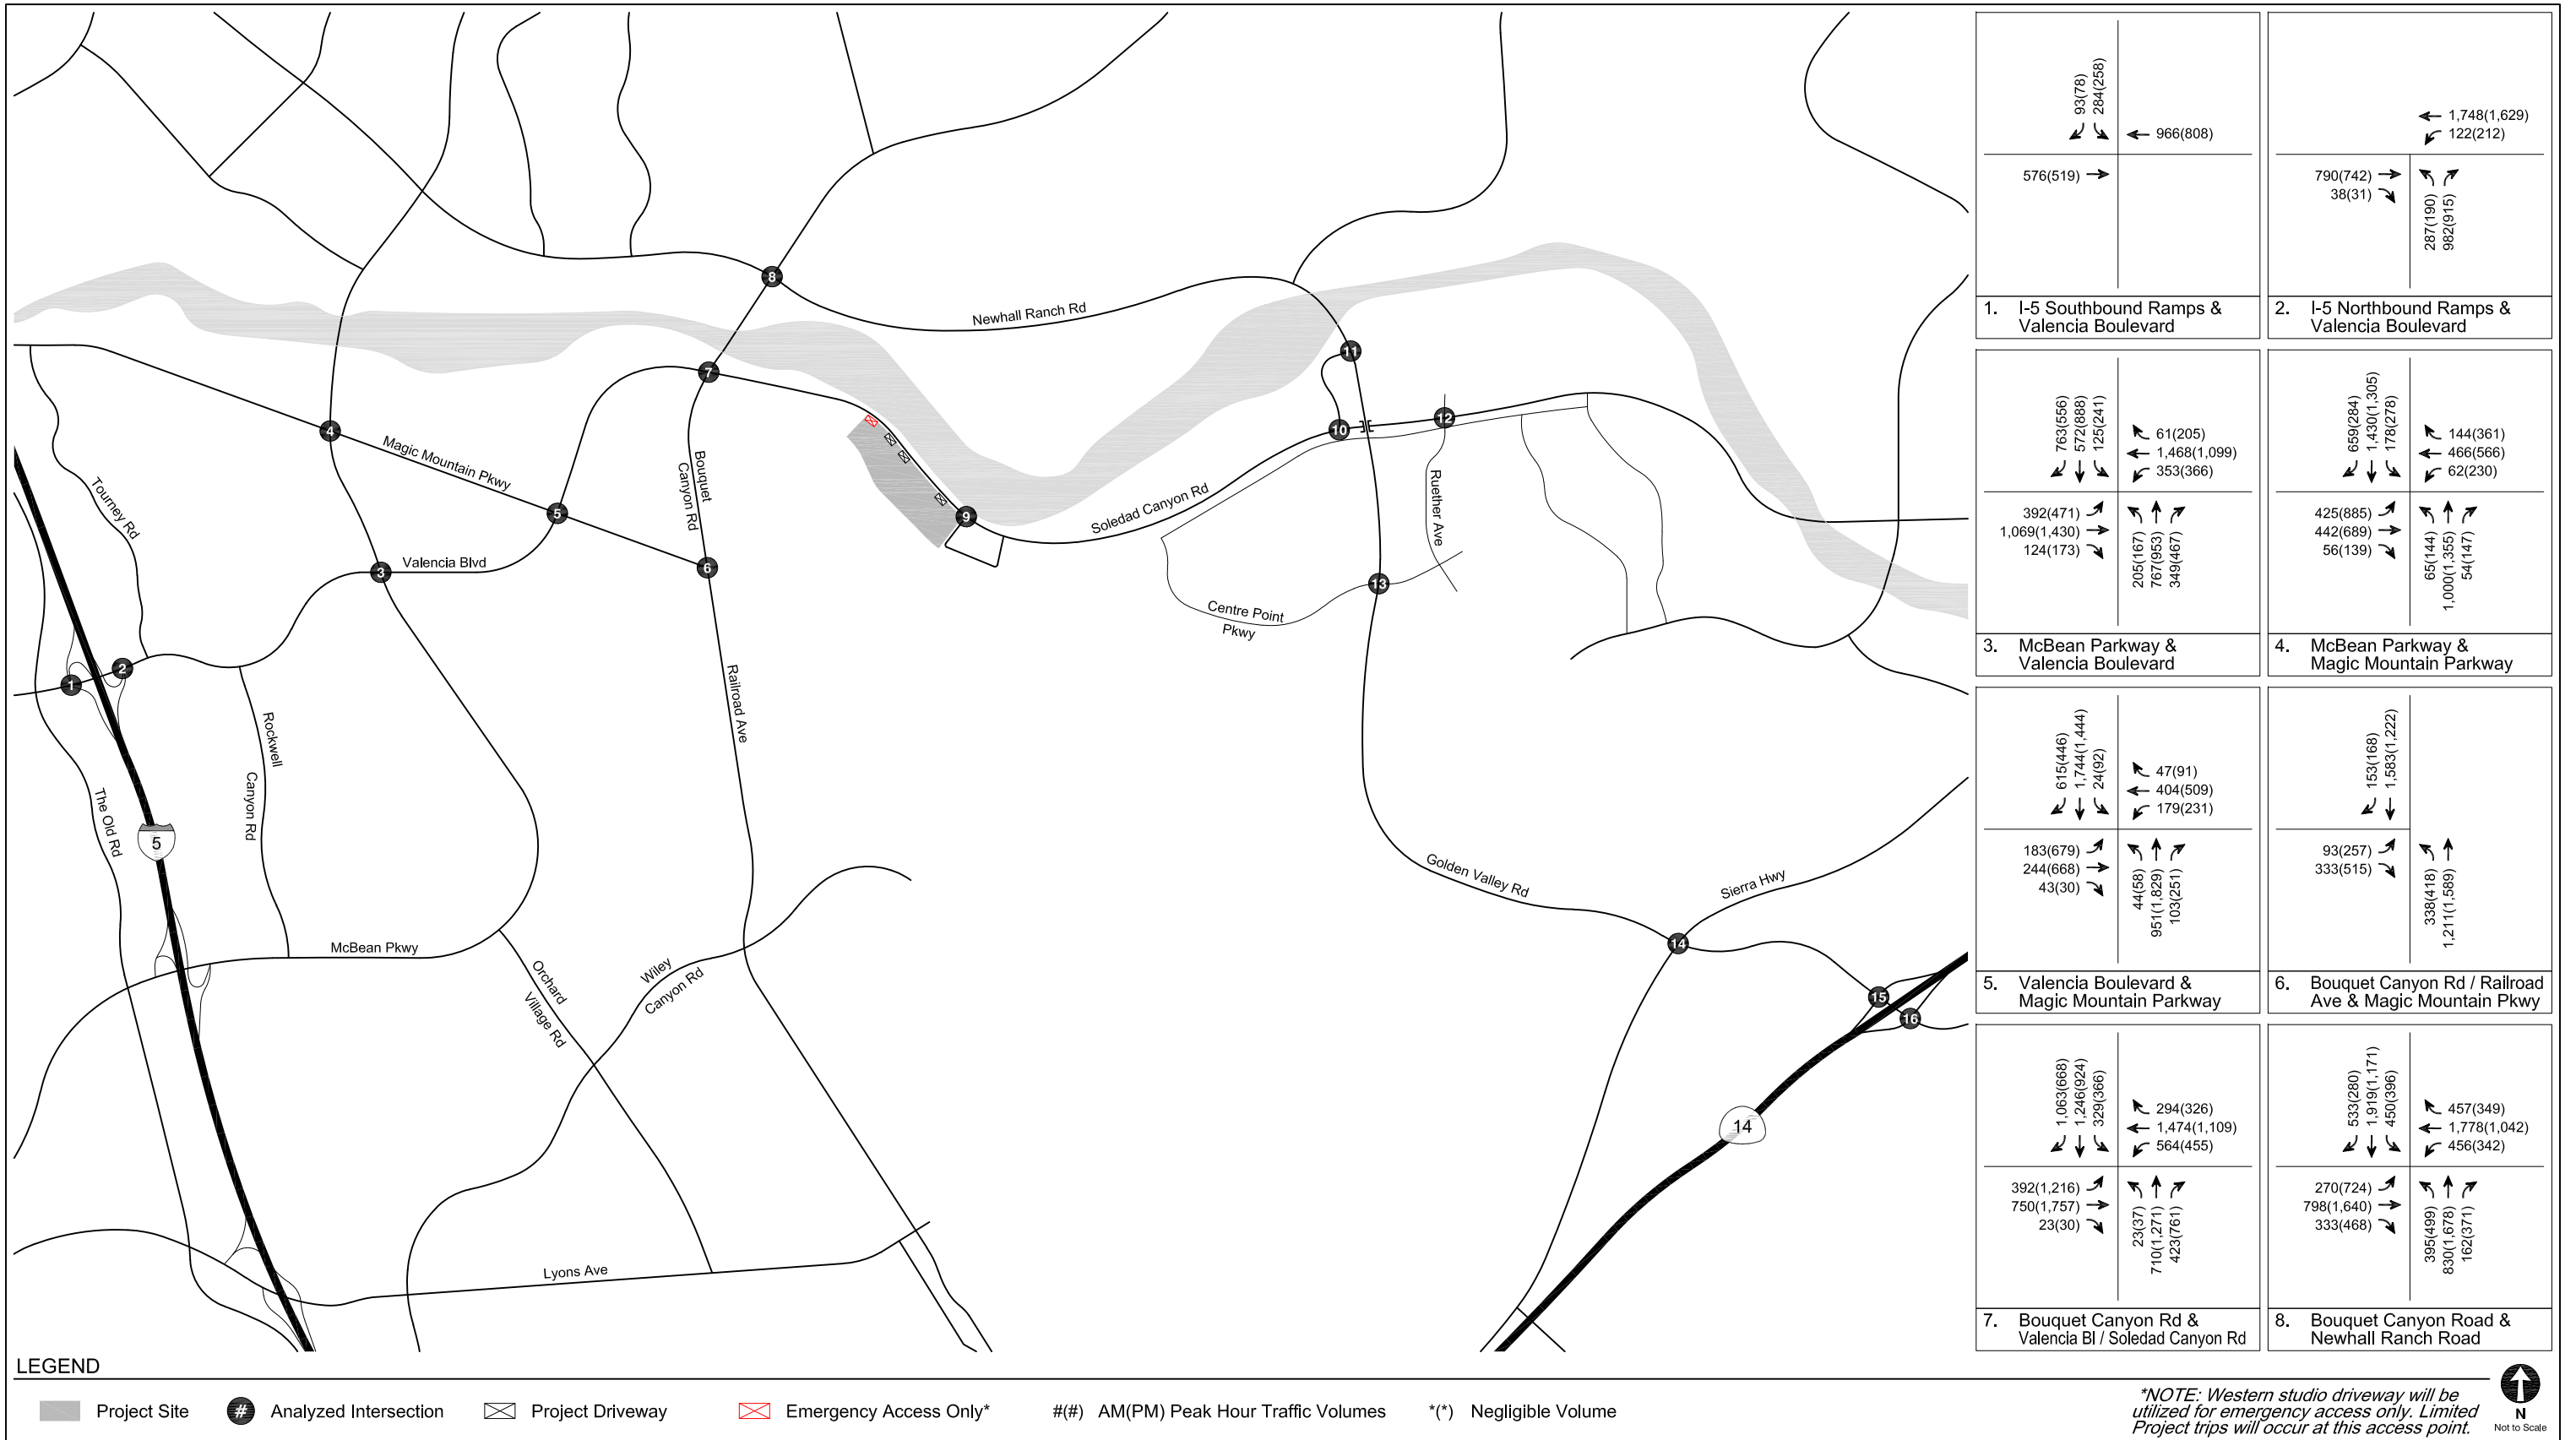 8
Newhall Ranch Rd
7
11
4
10
12
Magic Mountain Pkwy
Bouquet
Canyon Rd
Tourney Rd
5
9
Soledad Canyon Rd
Ruether Ave
3
Valencia Blvd
6
13
Centre Point
Pkwy
2
1
Railroad Ave
Rockwell
Canyon Rd
The Old Rd
5
Golden Valley Rd
Sierra Hwy
McBean Pkwy
14
Orchard
Village Rd
Wiley
Canyon Rd
15
16
14
Lyons Ave
93(78)
284(258)
966(808)
576(519)
1. I-5 Southbound Ramps &
Valencia Boulevard
1,748(1,629)
122(212)
790(742)
38(31)
287(190)
982(915)
2. I-5 Northbound Ramps &
Valencia Boulevard
763(556)
572(888)
125(241)
61(205)
1,468(1,099)
353(366)
392(471)
1,069(1,430)
124(173)
205(167)
767(953)
349(467)
3. McBean Parkway &
Valencia Boulevard
659(284)
1,430(1,305)
178(278)
144(361)
466(566)
62(230)
425(885)
442(689)
56(139)
65(144)
1,000(1,355)
54(147)
4. McBean Parkway &
Magic Mountain Parkway
615(446)
1,744(1,444)
24(92)
47(91)
404(509)
179(231)
183(679)
244(668)
43(30)
44(58)
951(1,829)
103(251)
5. Valencia Boulevard &
Magic Mountain Parkway
153(168)
1,583(1,222)
93(257)
333(515)
338(418)
1,211(1,589)
6. Bouquet Canyon Rd / Railroad
Ave & Magic Mountain Pkwy
1,063(668)
1,246(924)
329(366)
294(326)
1,474(1,109)
564(455)
392(1,216)
750(1,757)
23(30)
23(37)
710(1,271)
423(761)
7. Bouquet Canyon Rd &
Valencia Bl / Soledad Canyon Rd
533(280)
1,919(1,171)
450(396)
457(349)
1,778(1,042)
456(342)
270(724)
798(1,640)
333(468)
395(499)
830(1,678)
162(371)
8. Bouquet Canyon Road &
Newhall Ranch Road
LEGEND
Project Site
# Analyzed Intersection
Project Driveway
Emergency Access Only*
#(#) AM(PM) Peak Hour Traffic Volumes
*(*) Negligible Volume
*NOTE: Western studio driveway will be
utilized for emergency access only. Limited
Project trips will occur at this access point.
N
Not to Scale